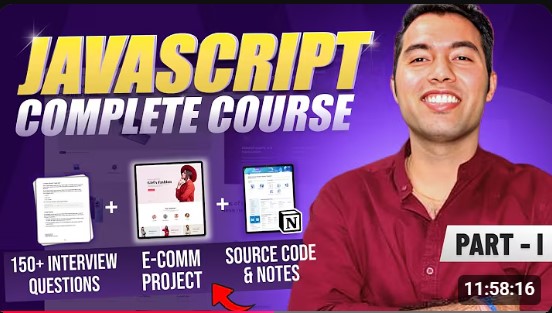 JAVASCRIPT
COMPLETE COURSE
+
+
N
150+ INTERVIEW
QUESTIONS
E-COMM
PROJECT
SOURCE CODE
& NOTES
PART - I
11:58:16